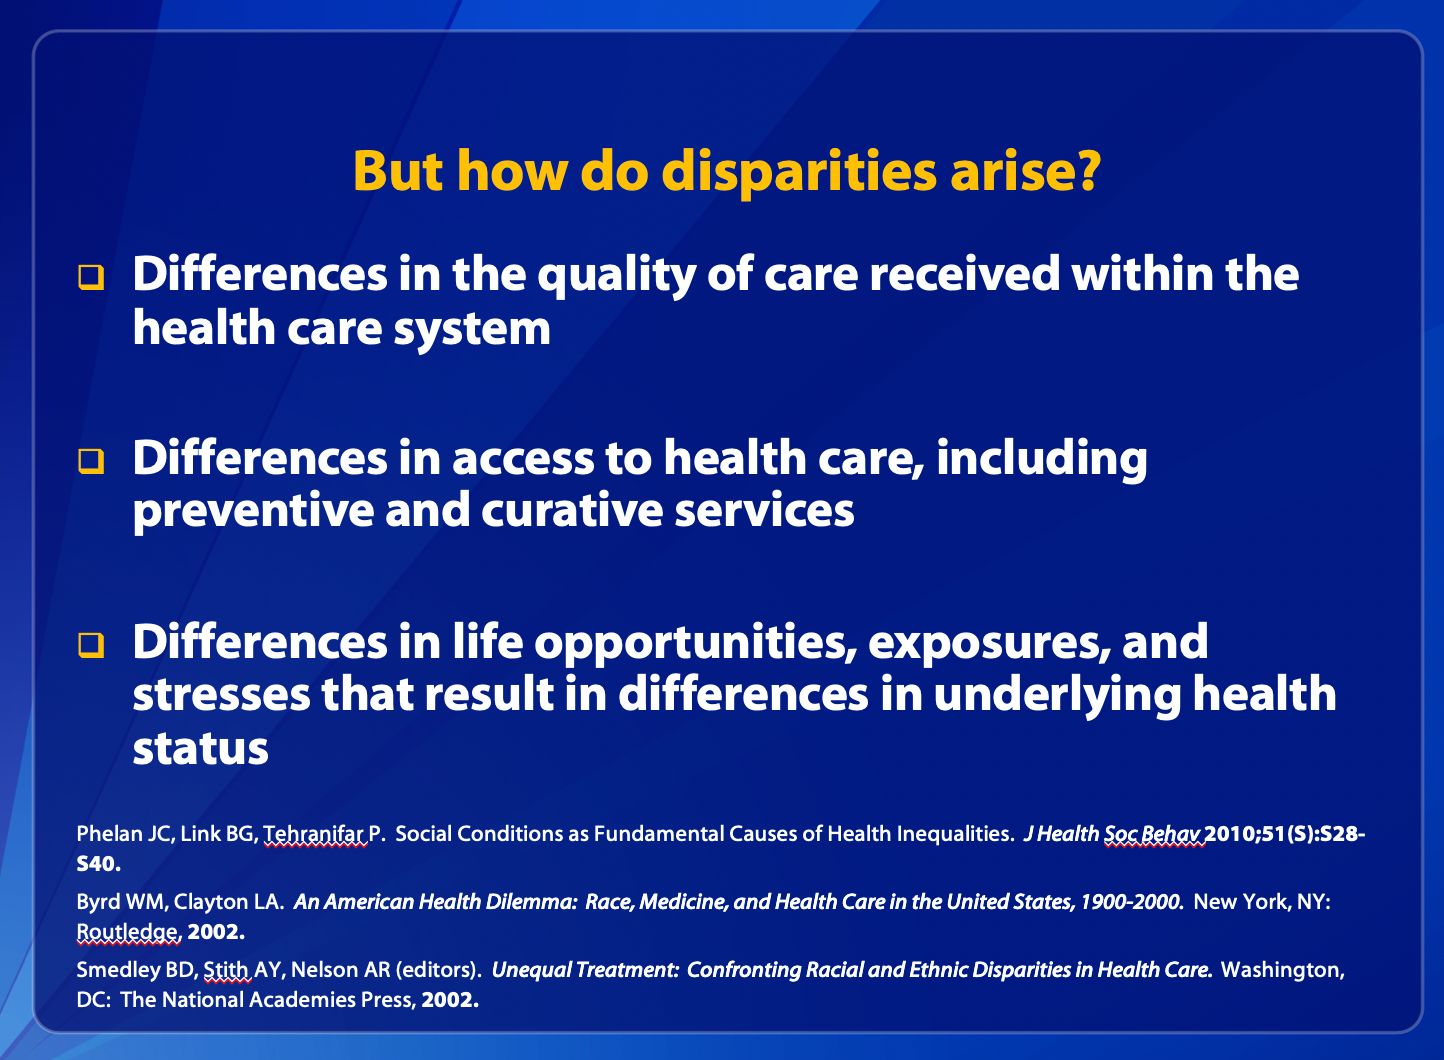 But how do disparities arise?
❑ Differences in the quality of care received within the
health care system
❑ Differences in access to health care, including
preventive and curative services
❑ Differences in life opportunities, exposures, and
stresses that result in differences in underlying health
status
Phelan JC, Link BG, Tehranifar P.  Social Conditions as Fundamental Causes of Health Inequalities.  J Health Soc Behav 2010;51(S):S28-
S40.
Byrd WM, Clayton LA.  An American Health Dilemma:  Race, Medicine, and Health Care in the United States, 1900-2000.  New York, NY:
Routledge, 2002.
Smedley BD, Stith AY, Nelson AR (editors).  Unequal Treatment:  Confronting Racial and Ethnic Disparities in Health Care.  Washington,
DC:  The National Academies Press, 2002.